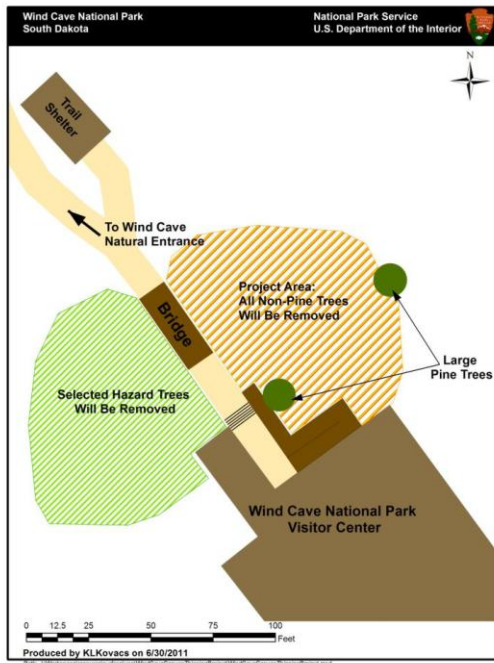 Wind Cave National Park
South Dakota
National Park Service
U.S. Department of the Interior
N
Trail
Shelter
To Wind Cave
Natural Entrance
Project Area:
All Non-Pine Trees
Will Be Removed
Bridge
Large
Pine Trees
Selected Hazard Trees
Will Be Removed
Wind Cave National Park
Visitor Center
0 12.5 25 50 75 100
Feet
Produced by KLKovacs on 6/30/2011